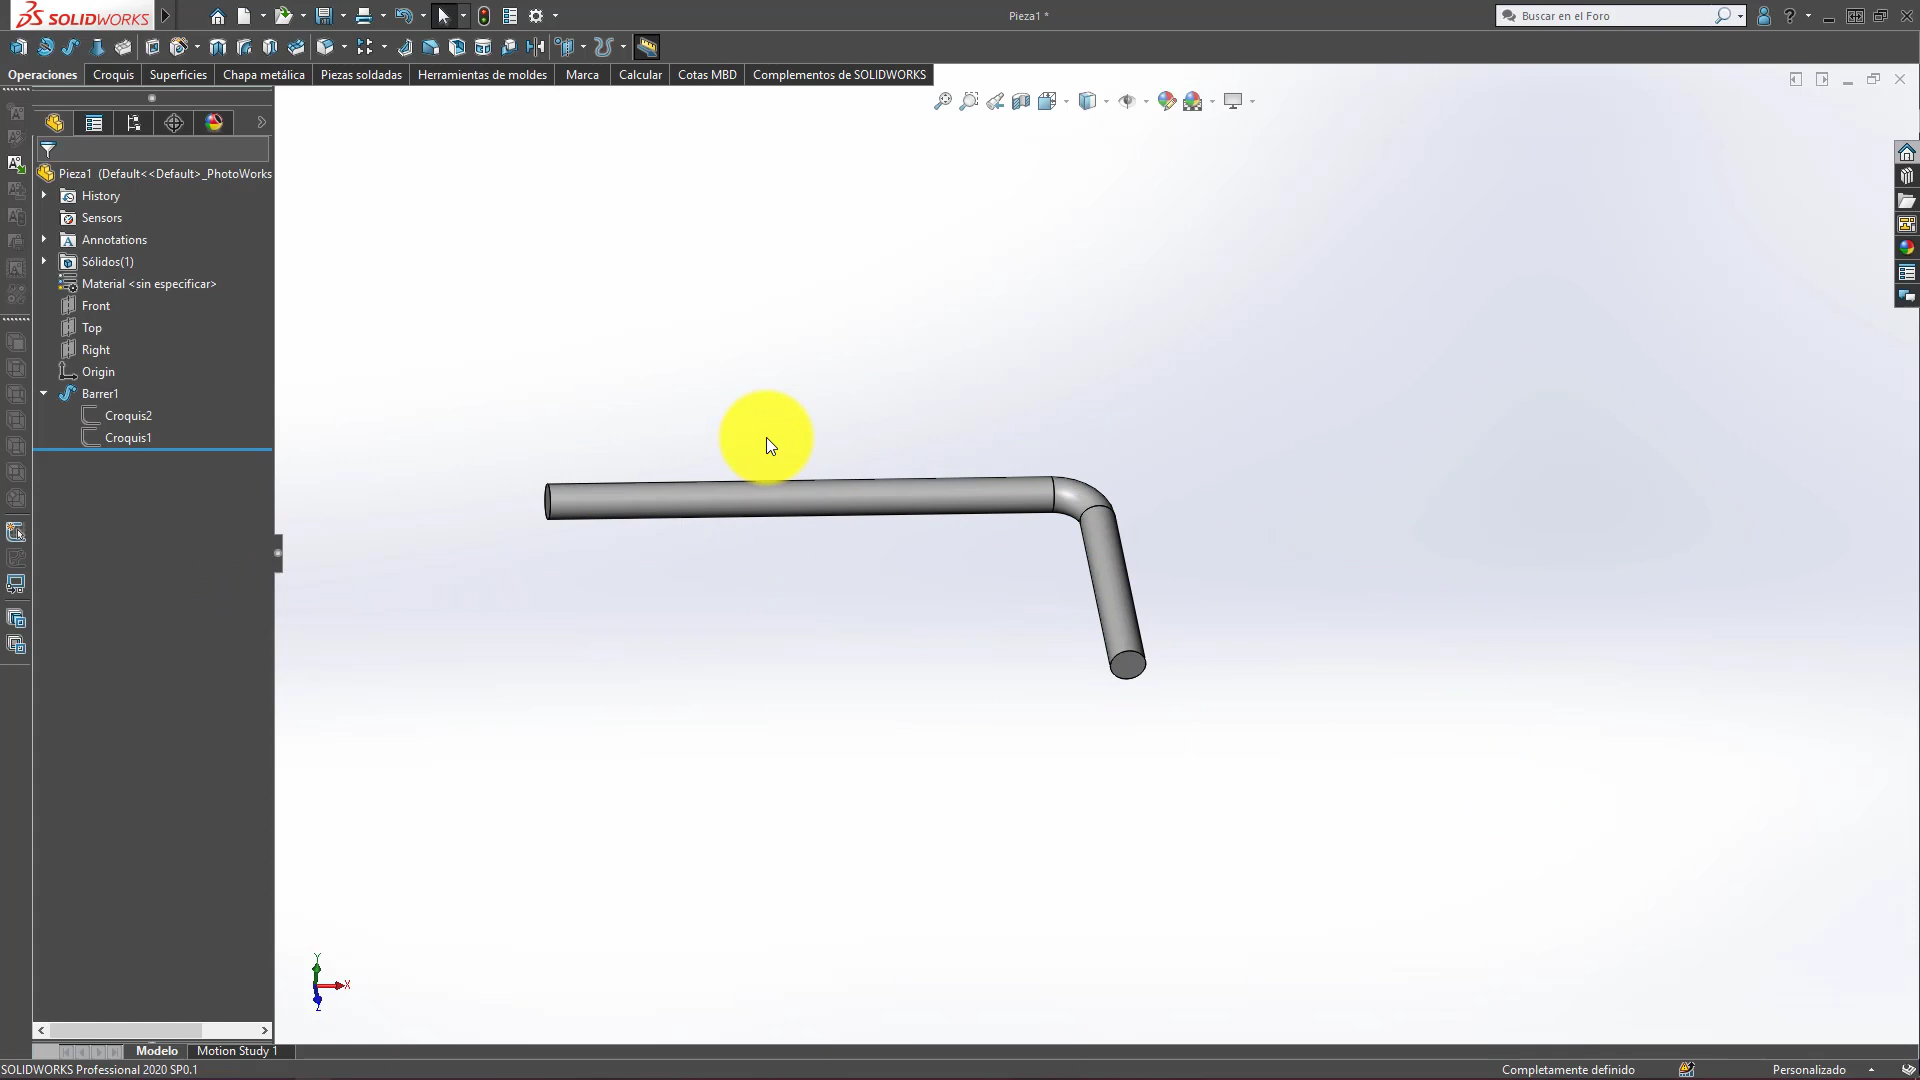 SOLIDWORKS
Pieza1 *
Buscar en el Foro
Operaciones
Croquis
Superficies
Chapa metálica
Piezas soldadas
Herramientas de moldes
Marca
Calcular
Cotas MBD
Complementos de SOLIDWORKS
Pieza1 (Default<<Default>_PhotoWorks
History
Sensors
Annotations
Sólidos(1)
Material <sin especificar>
Front
Top
Right
Origin
Barrer1
Croquis2
Croquis1
Y
X
Z
Modelo
Motion Study 1
SOLIDWORKS Professional 2020 SP0.1
Completamente definido
Personalizado